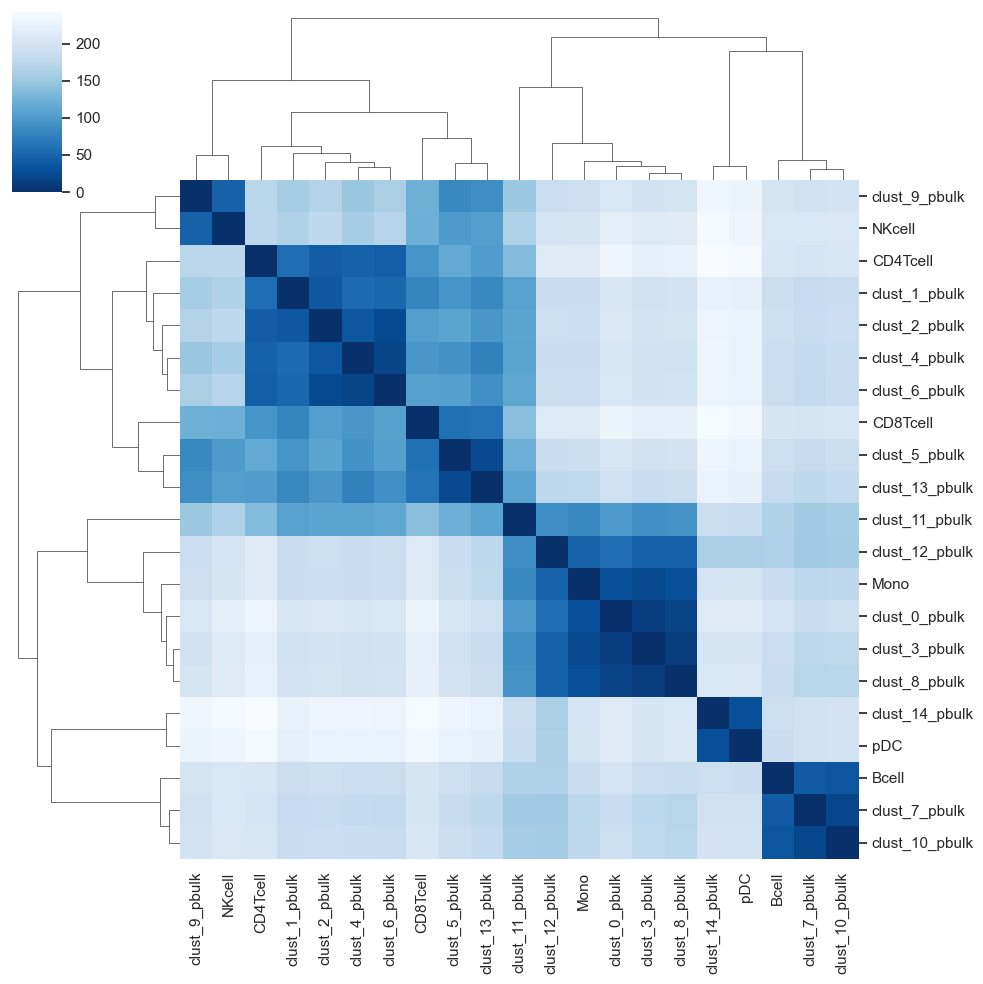 200
150
100
50
0
clust_9_pbulk
NKcell
CD4Tcell
clust_1_pbulk
clust_2_pbulk
clust_4_pbulk
clust_6_pbulk
CD8Tcell
clust_5_pbulk
clust_13_pbulk
clust_11_pbulk
clust_12_pbulk
Mono
clust_0_pbulk
clust_3_pbulk
clust_8_pbulk
clust_14_pbulk
pDC
Bcell
clust_7_pbulk
clust_10_pbulk
clust_9_pbulk
NKcell
CD4Tcell
clust_1_pbulk
clust_2_pbulk
clust_4_pbulk
clust_6_pbulk
CD8Tcell
clust_5_pbulk
clust_13_pbulk
clust_11_pbulk
clust_12_pbulk
Mono
clust_0_pbulk
clust_3_pbulk
clust_8_pbulk
clust_14_pbulk
pDC
Bcell
clust_7_pbulk
clust_10_pbulk